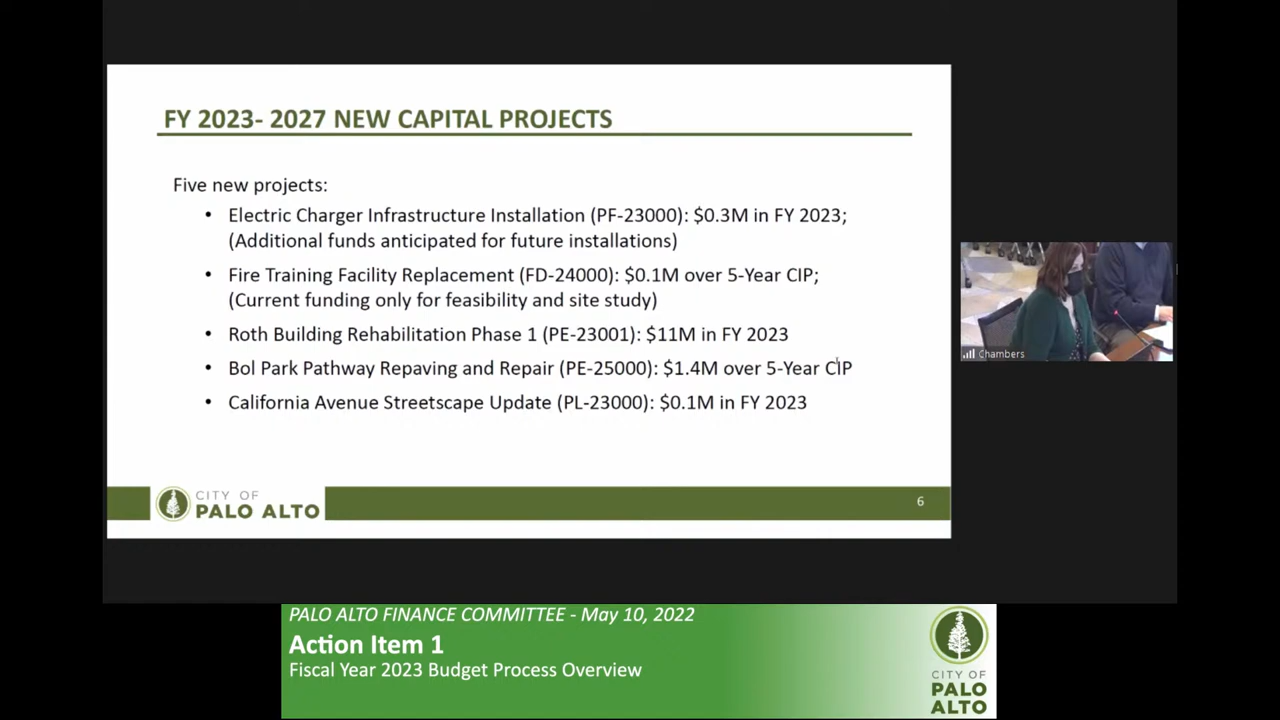 FY 2023- 2027 NEW CAPITAL PROJECTS
Five new projects:
• Electric Charger Infrastructure Installation (PF-23000): $0.3M in FY 2023;
(Additional funds anticipated for future installations)
• Fire Training Facility Replacement (FD-24000): $0.1M over 5-Year CIP;
(Current funding only for feasibility and site study)
• Roth Building Rehabilitation Phase 1 (PE-23001): $11M in FY 2023
• Bol Park Pathway Repaving and Repair (PE-25000): $1.4M over 5-Year CIP
• California Avenue Streetscape Update (PL-23000): $0.1M in FY 2023
CITY OF
PALO ALTO
6
Chambers
PALO ALTO FINANCE COMMITTEE - May 10, 2022
Action Item 1
Fiscal Year 2023 Budget Process Overview
CITY OF
PALO
ALTO